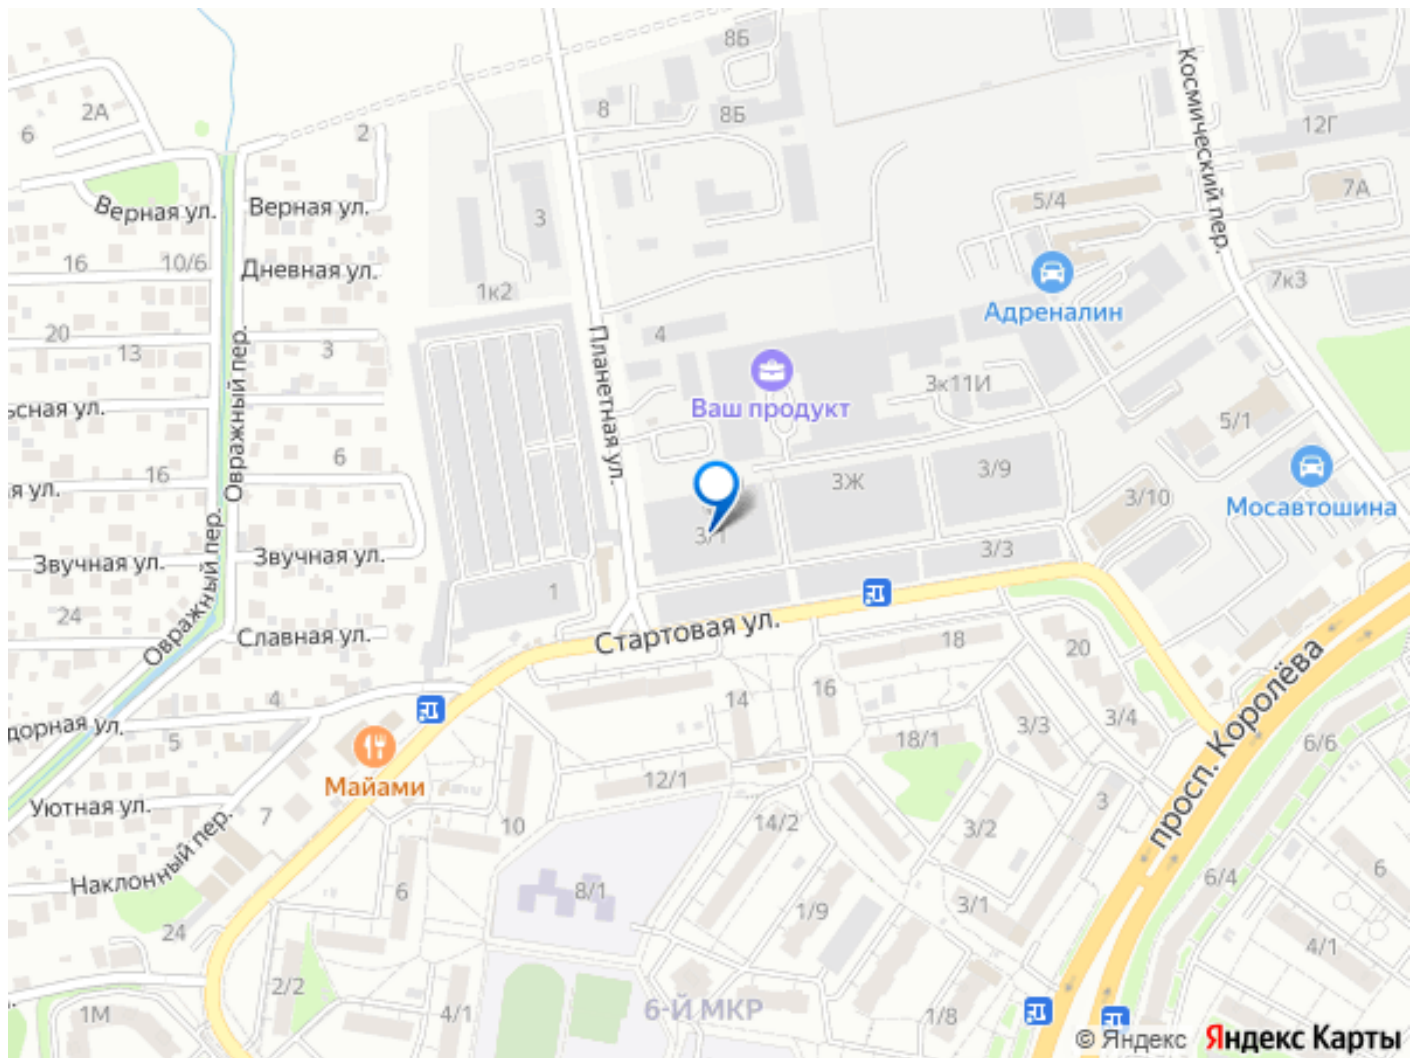 8Б
2А
6
2
8
8Б
12Г
Космический пер.
7А
5/4
Верная ул.
Верная ул.
3
16
10/6
Дневная ул.
1к2
7к3
Адреналин
20
13
3
4
Планетная ул.
Овражный пер.
3к11И
Ваш продукт
ьсная ул.
5/1
16
6
3Ж
3/9
я ул.
3/10
Мосавтошина
3/1
3/3
Звучная ул.
Звучная ул.
Овражный пер.
1
24
Славная ул.
Стартовая ул.
18
20
4
14
16
3/3
3/4
дорная ул.
5
18/1
просп. Королёва
6/6
Майами
12/1
Уютная ул.
7
10
14/2
3/2
3
Наклонный пер.
6
8/1
1/9
3/1
6/4
6
24
4/1
2/2
1М
4/1
6-Й МКР
1/8
© Яндекс Яндекс Карты